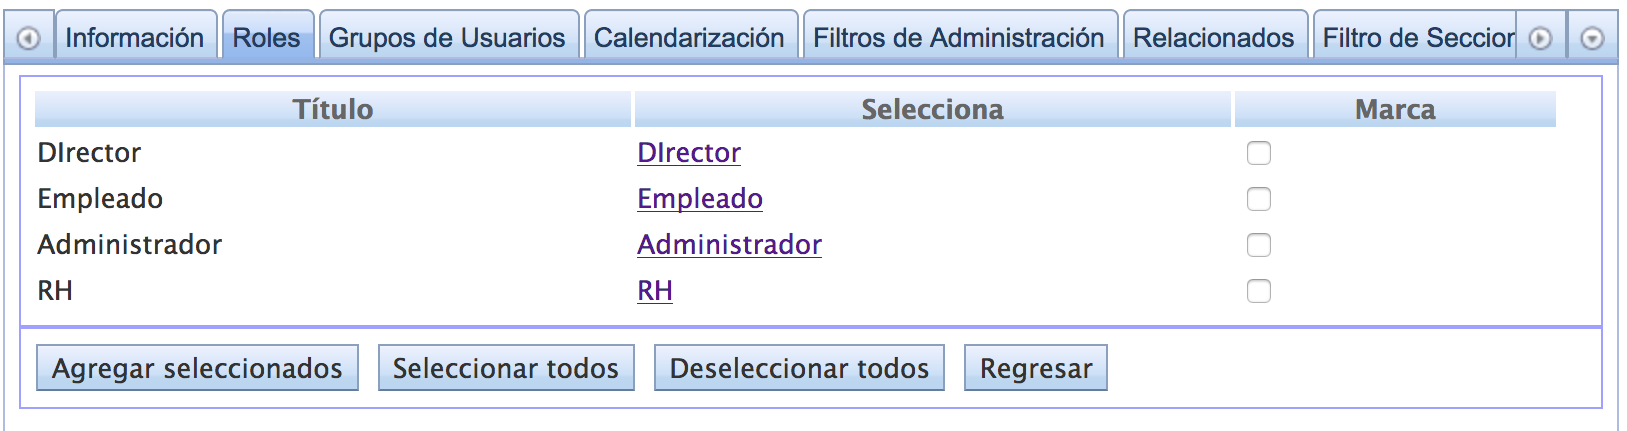 Información Roles Grupos de Usuarios Calendarización Filtros de Administración Relacionados Filtro de Seccior
Título Selecciona Marca
DIrector DIrector
Empleado Empleado
Administrador Administrador
RH RH
Agregar seleccionados Seleccionar todos Deseleccionar todos Regresar